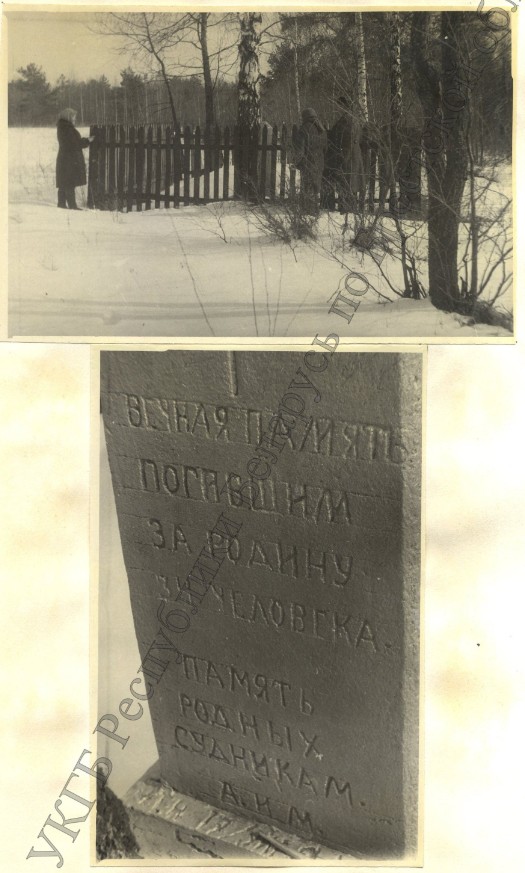 ВЕЧНАЯ ПАМЯТЬ
ПОГИБШИМ
ЗА РОДИНУ
ЧЕЛОВЕКА.
ПАМЯТЬ
РОДНЫХ
СУДНИКАМ.
А. И М.
УКГБ Республики Беларусь по